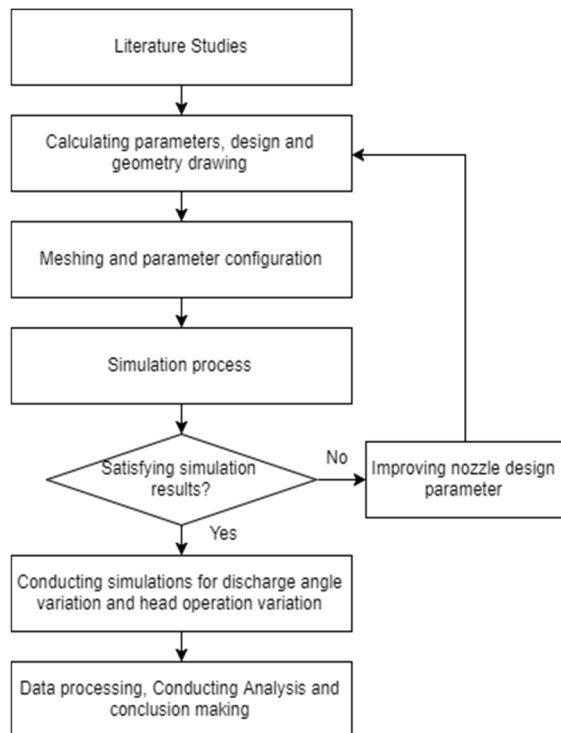 Literature Studies
Calculating parameters, design and
geometry drawing
Meshing and parameter configuration
Simulation process
Satisfying simulation
results?
No
Improving nozzle design
parameter
Yes
Conducting simulations for discharge angle
variation and head operation variation
Data processing, Conducting Analysis and
conclusion making